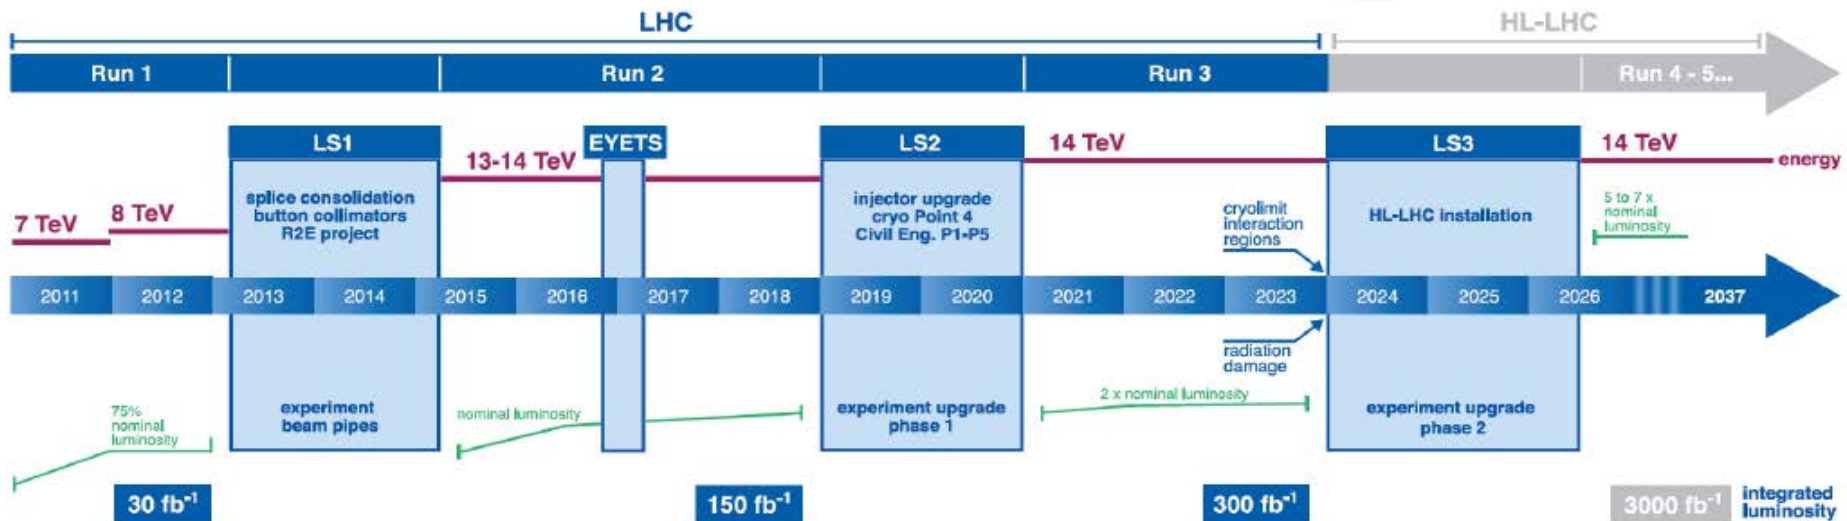 LHC
HL-LHC
Run 1
Run 2
Run 3
Run 4 - 5...
LS1
EYETS
LS2
LS3
13-14 TeV
14 TeV
14 TeV
energy
7 TeV
8 TeV
splice consolidation
button collimators
R2E project
injector upgrade
cryo Point 4
Civil Eng. P1-P5
cryolimit
interaction
regions
HL-LHC installation
5 to 7 x
nominal
luminosity
2011
2012
2013
2014
2015
2016
2017
2018
2019
2020
2021
2022
2023
2024
2025
2026
2037
radiation
damage
75%
nominal
luminosity
experiment
beam pipes
nominal luminosity
experiment upgrade
phase 1
2 x nominal luminosity
experiment upgrade
phase 2
30 fb⁻¹
150 fb⁻¹
300 fb⁻¹
3000 fb⁻¹
integrated
luminosity